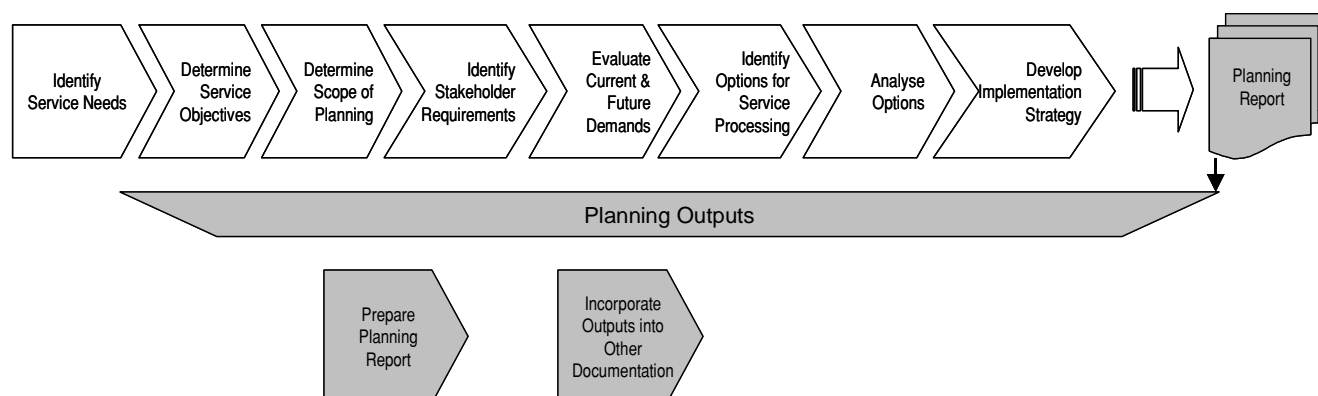 Identify
Service Needs
Determine
Service
Objectives
Determine
Scope of
Planning
Identify
Stakeholder
Requirements
Evaluate
Current &
Future
Demands
Identify
Options for
Service
Processing
Analyse
Options
Develop
Implementation
Strategy
Planning
Report
Planning Outputs
Prepare
Planning
Report
Incorporate
Outputs into
Other
Documentation